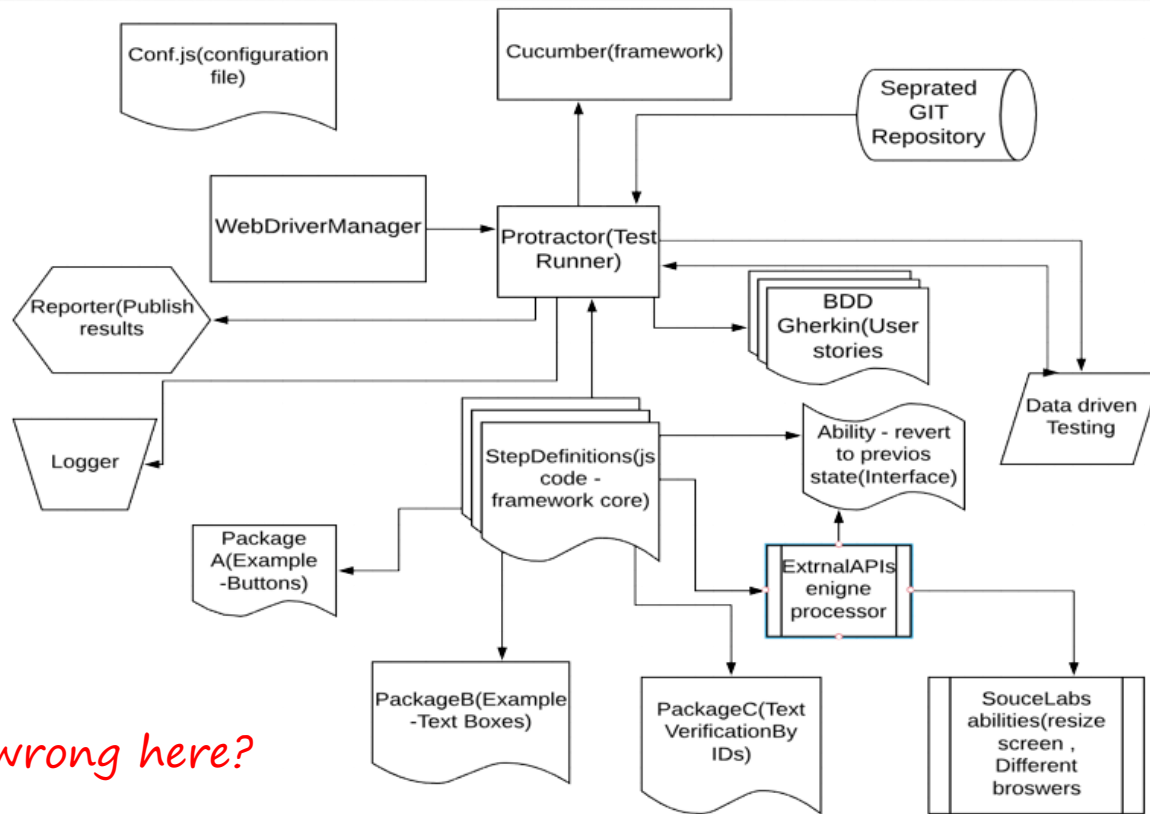 Conf.js(configuration
file)
Cucumber(framework)
Seprated
GIT
Repository
WebDriverManager
Protractor(Test
Runner)
Reporter(Publish
results
BDD
Gherkin(User
stories
Data driven
Testing
Logger
StepDefinitions(js
code -
framework core)
Ability - revert
to previos
state(Interface)
Package
A(Example
-Buttons)
ExtrnalAPIs
enigne
processor
PackageB(Example
-Text Boxes)
PackageC(Text
VerificationBy
IDs)
SouceLabs
abilities(resize
screen ,
Different
broswers
wrong here?